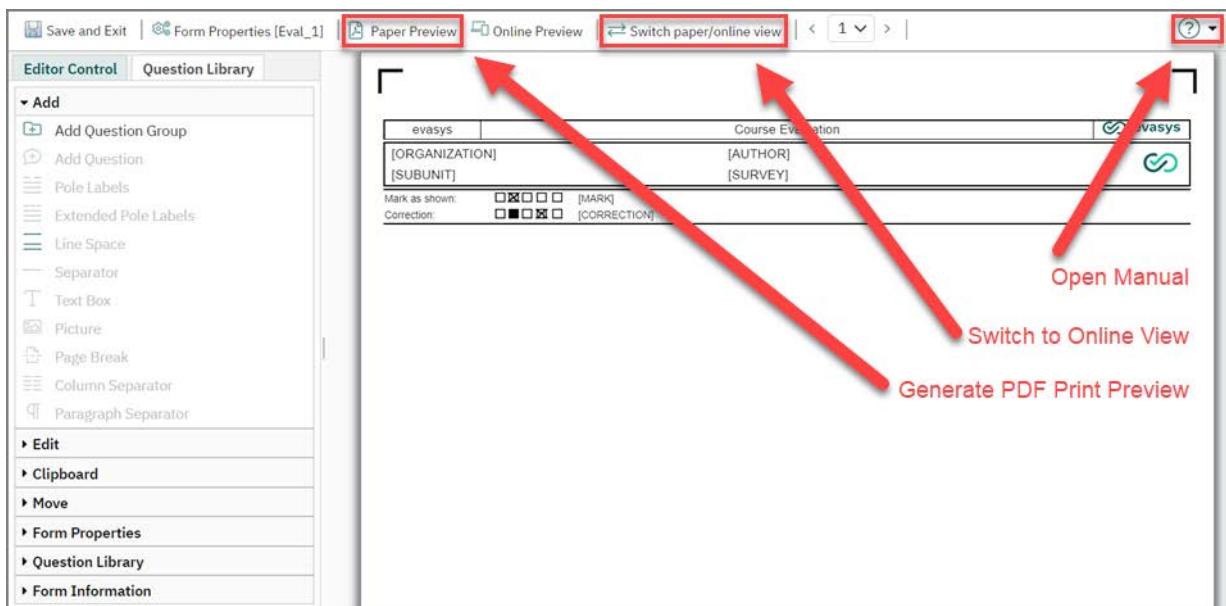 Save and Exit Form Properties [Eval_1] Paper Preview Online Preview Switch paper/online view < 1 > ?
Editor Control Question Library
Add
Add Question Group
Add Question
Pole Labels
Extended Pole Labels
Line Space
Separator
Text Box
Picture
Page Break
Column Separator
Paragraph Separator
Edit
Clipboard
Move
Form Properties
Question Library
Form Information
evasys Course Evaluation evasys
[ORGANIZATION] [AUTHOR]
[SUBUNIT] [SURVEY]
Mark as shown: [MARK]
Correction: [CORRECTION]
Open Manual
Switch to Online View
Generate PDF Print Preview